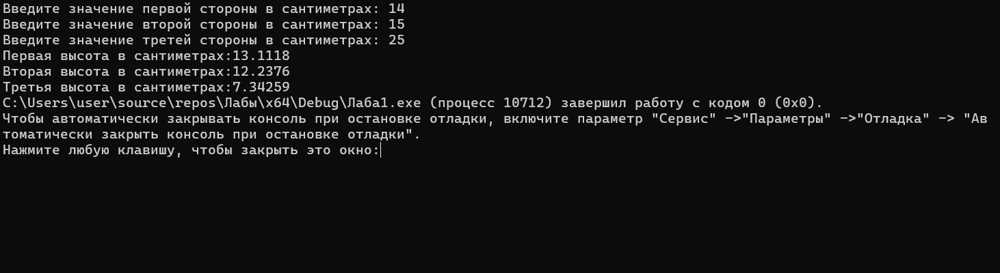 Введите значение первой стороны в сантиметрах: 14
Введите значение второй стороны в сантиметрах: 15
Введите значение третей стороны в сантиметрах: 25
Первая высота в сантиметрах:13.1118
Вторая высота в сантиметрах:12.2376
Третья высота в сантиметрах:7.34259
C:\Users\user\source\repos\Лабы\x64\Debug\Лаба1.exe (процесс 10712) завершил работу с кодом 0 (0x0).
Чтобы автоматически закрывать консоль при остановке отладки, включите параметр "Сервис" ->"Параметры" ->"Отладка" -> "Ав
томатически закрыть консоль при остановке отладки".
Нажмите любую клавишу, чтобы закрыть это окно: